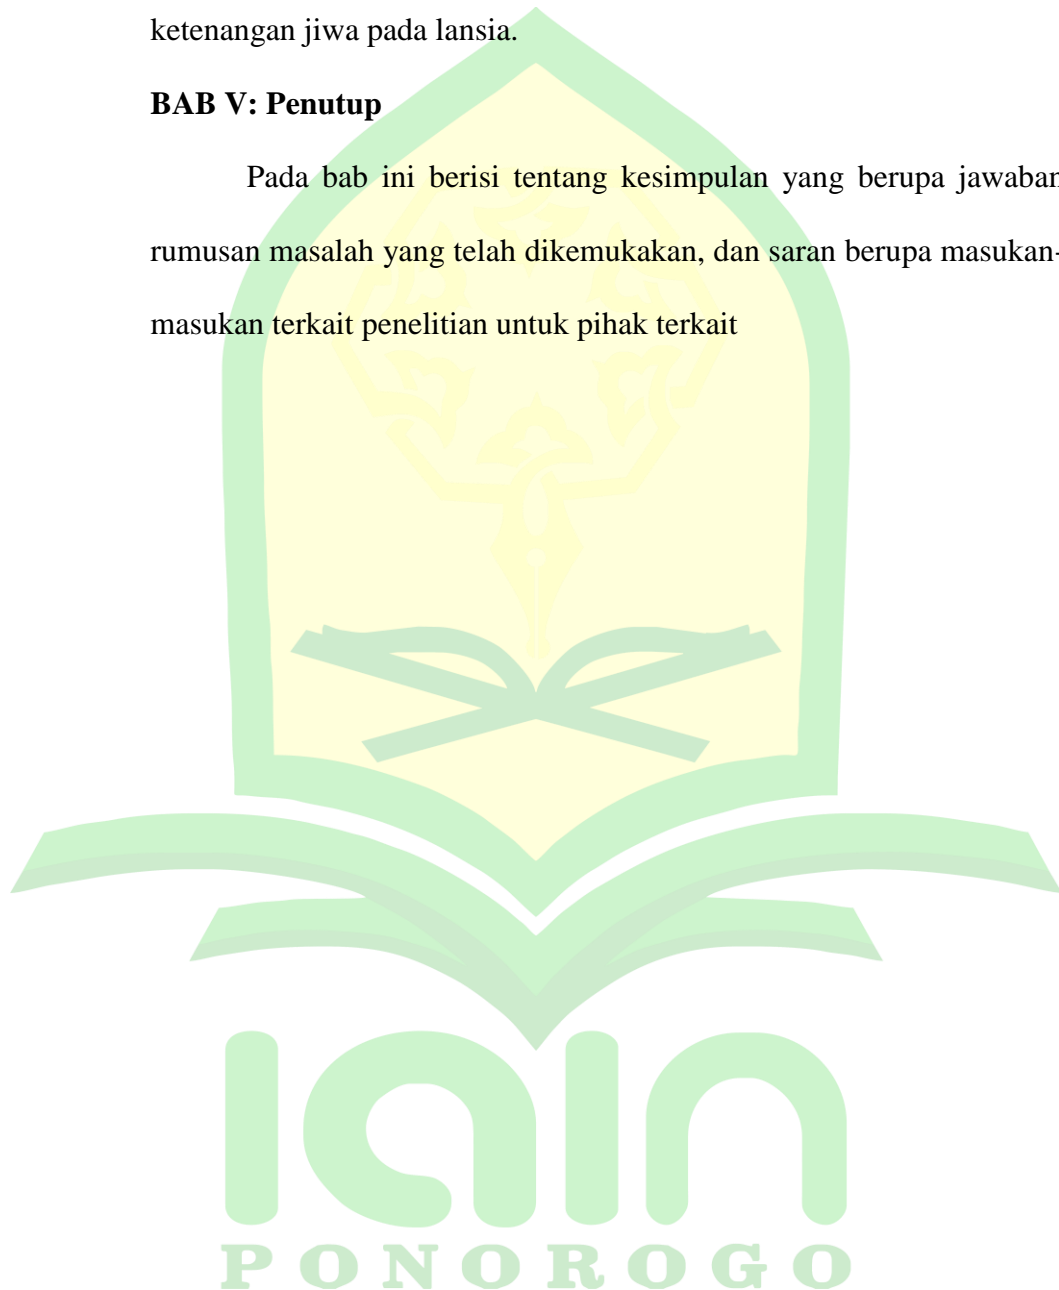 ketenangan jiwa pada lansia.
BAB V: Penutup
Pada bab ini berisi tentang kesimpulan yang berupa jawaban
rumusan masalah yang telah dikemukakan, dan saran berupa masukan-
masukan terkait penelitian untuk pihak terkait
IAIN
PONOROGO